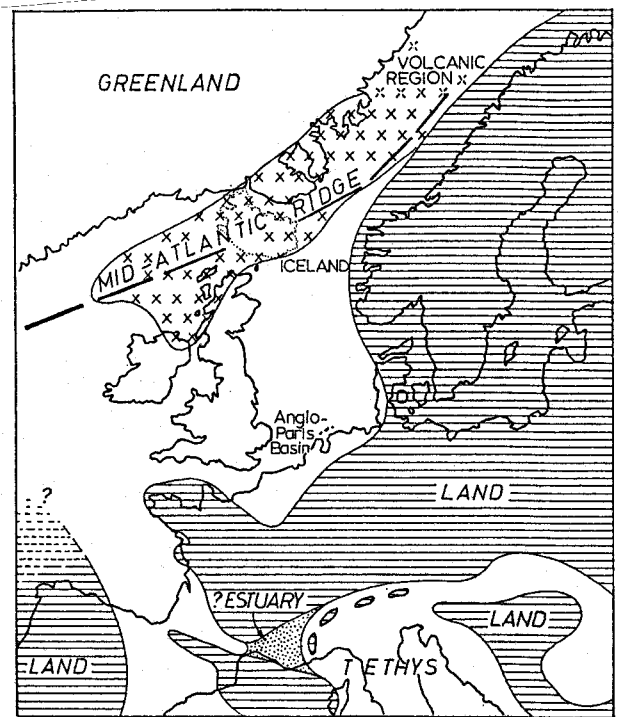 GREENLAND
VOLCANIC
REGION
MID-ATLANTIC RIDGE
ICELAND
Anglo-
Paris
Basin
LAND
?
?ESTUARY
LAND
LAND
TETHYS